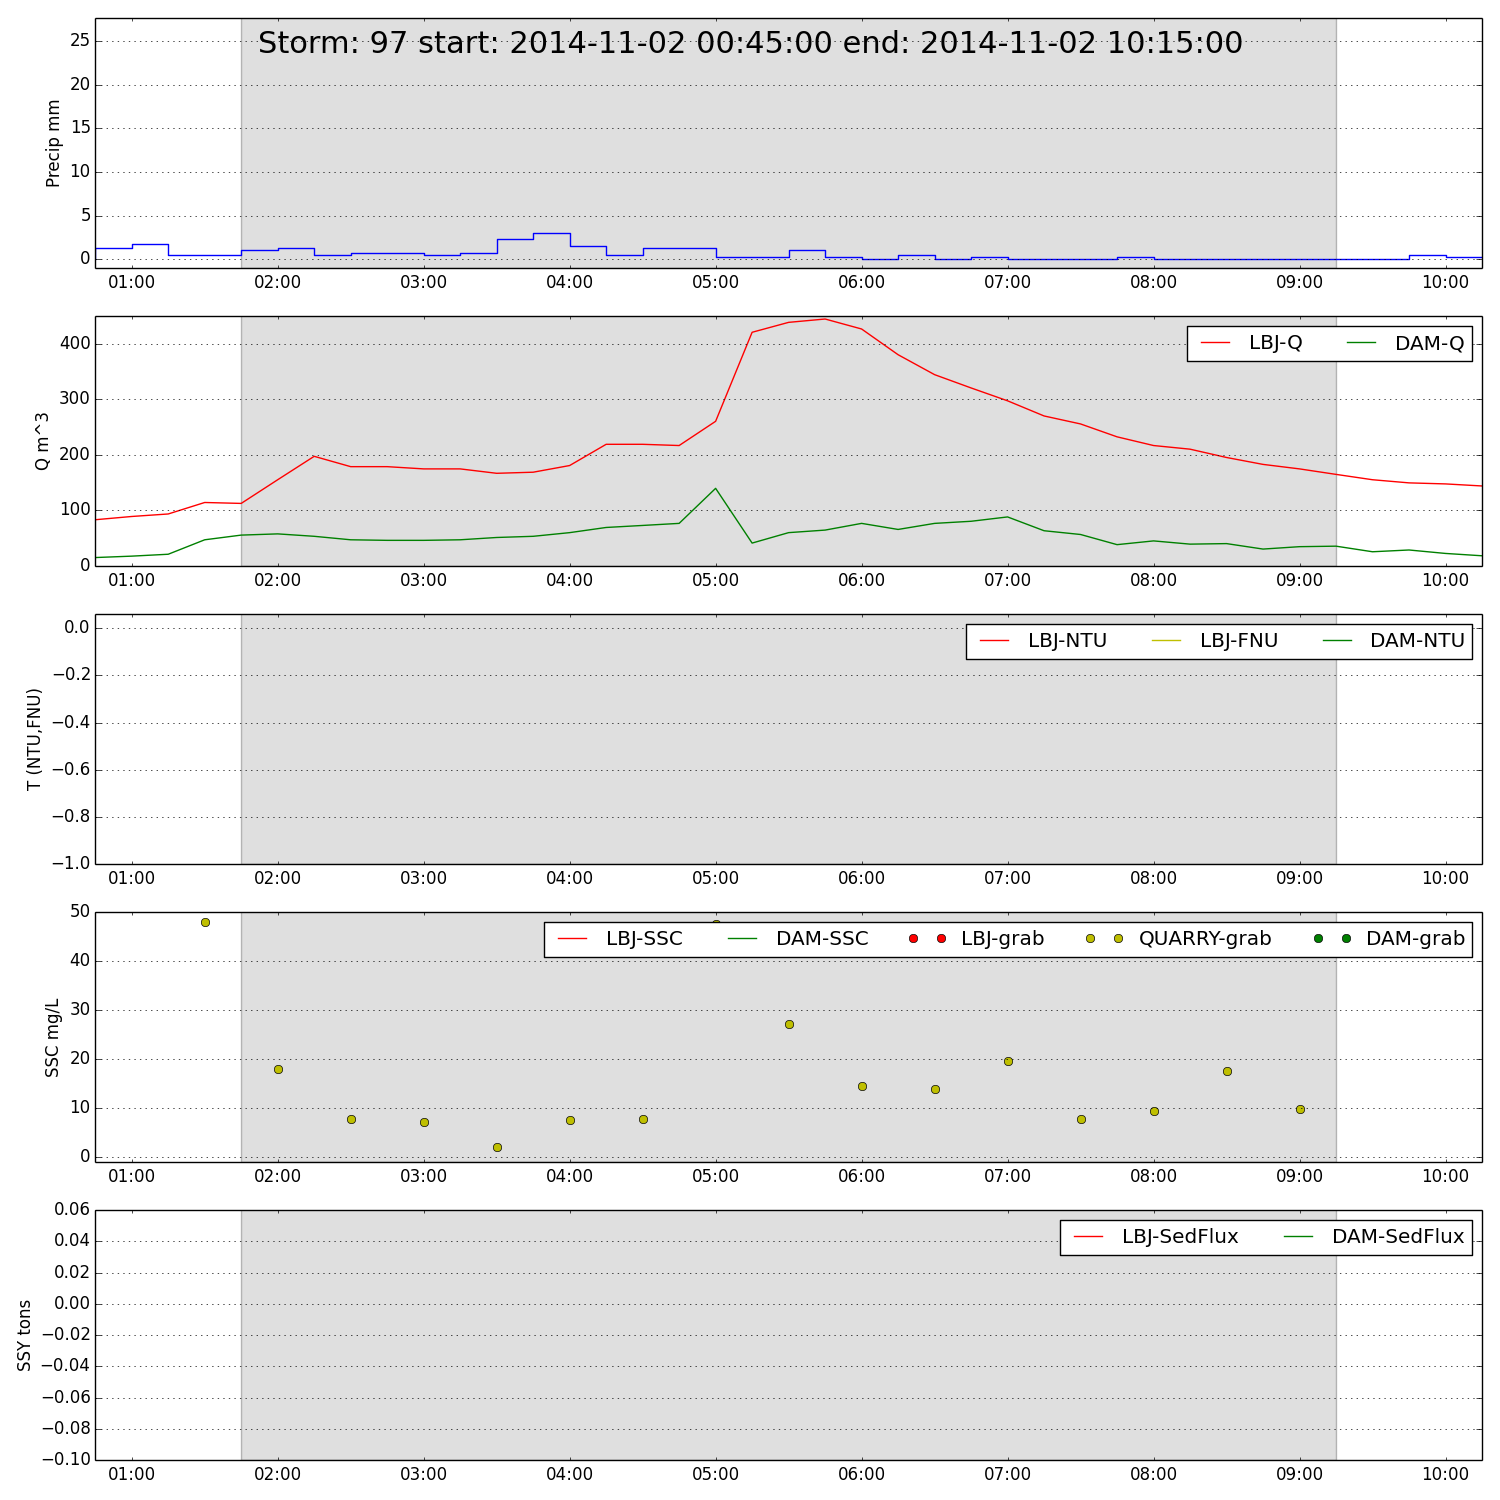 Storm: 97 start: 2014-11-02 00:45:00 end: 2014-11-02 10:15:00
Precip mm
25
20
15
10
5
0
01:00 02:00 03:00 04:00 05:00 06:00 07:00 08:00 09:00 10:00
LBJ-Q DAM-Q
Q m^3
400
300
200
100
0
01:00 02:00 03:00 04:00 05:00 06:00 07:00 08:00 09:00 10:00
LBJ-NTU LBJ-FNU DAM-NTU
T (NTU,FNU)
0.0
−0.2
−0.4
−0.6
−0.8
−1.0
01:00 02:00 03:00 04:00 05:00 06:00 07:00 08:00 09:00 10:00
LBJ-SSC DAM-SSC LBJ-grab QUARRY-grab DAM-grab
SSC mg/L
50
40
30
20
10
0
01:00 02:00 03:00 04:00 05:00 06:00 07:00 08:00 09:00 10:00
LBJ-SedFlux DAM-SedFlux
SSY tons
0.06
0.04
0.02
0.00
−0.02
−0.04
−0.06
−0.08
−0.10
01:00 02:00 03:00 04:00 05:00 06:00 07:00 08:00 09:00 10:00